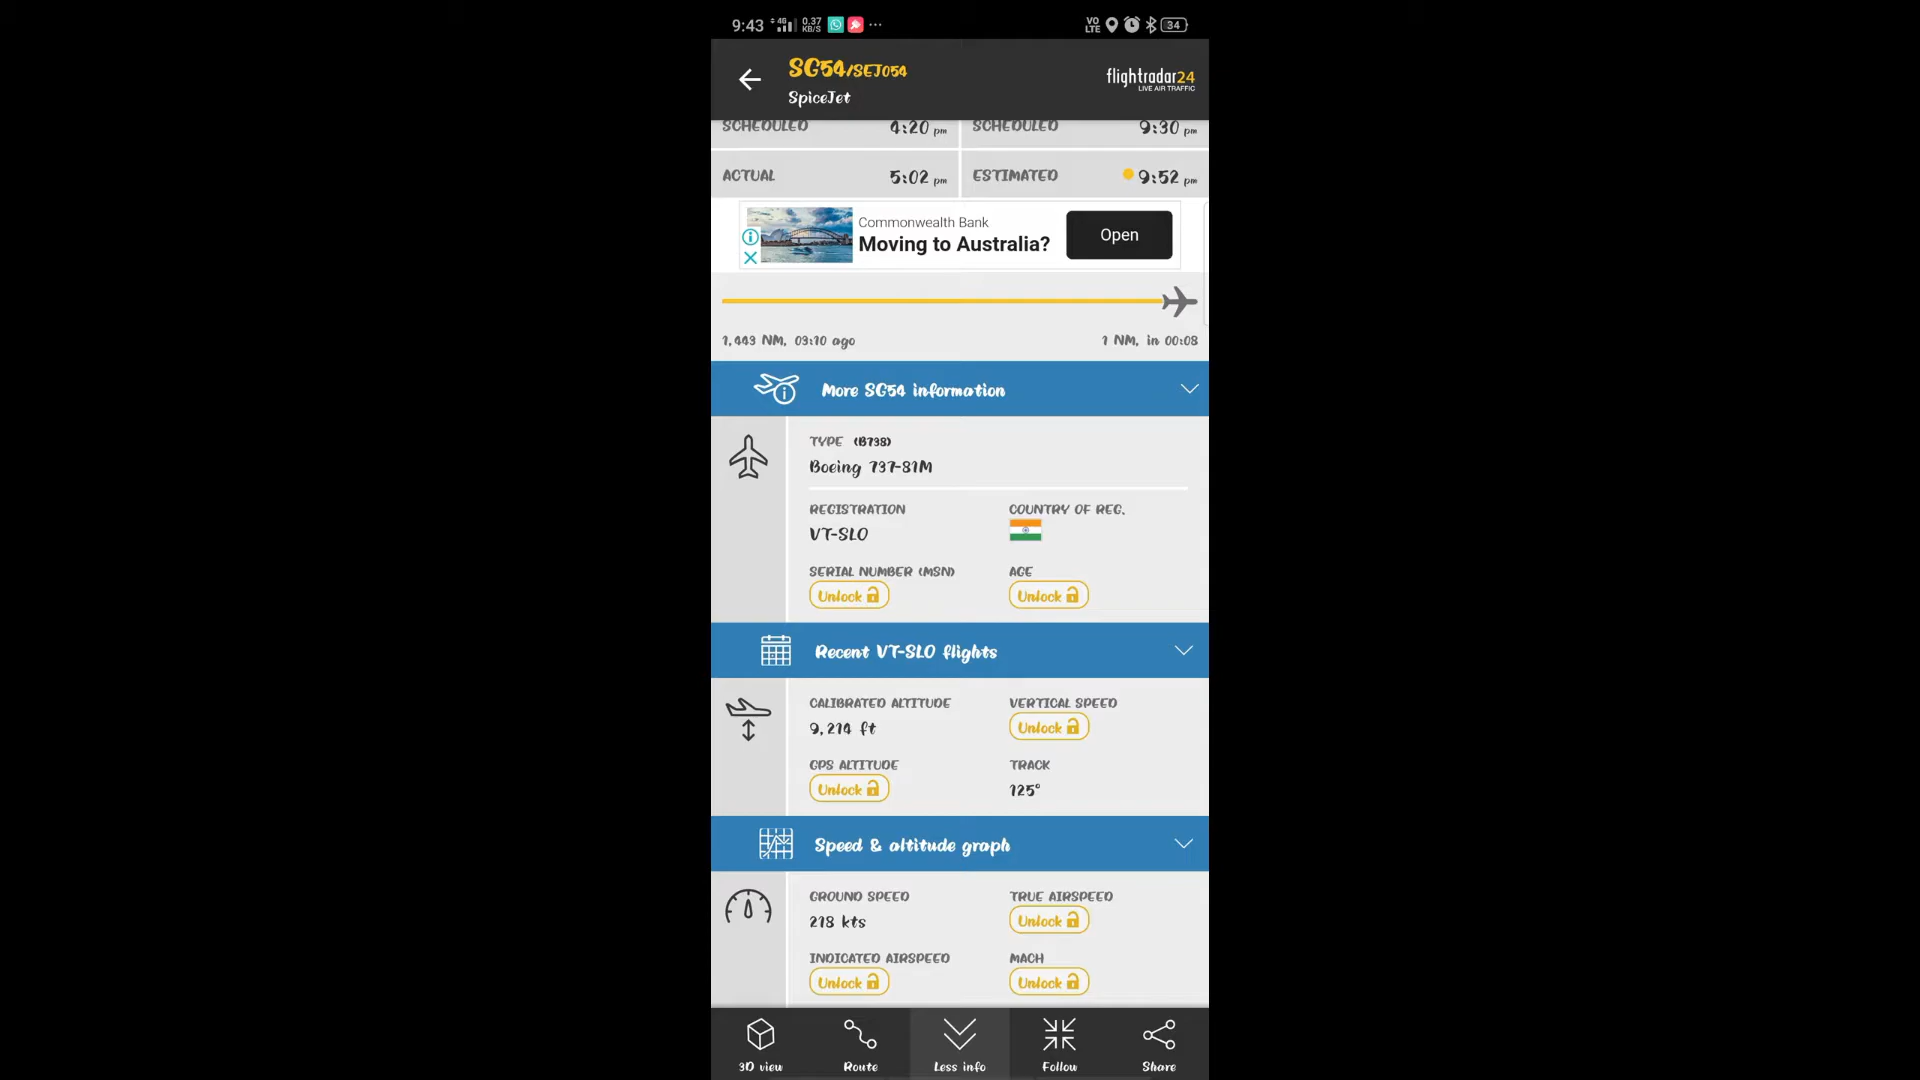 9:43 4G 0.37 KB/S ... VO LTE 34
SG54/SEJ054
SpiceJet
flightradar24
LIVE AIR TRAFFIC
SCHEDULED 4:20 pm SCHEDULED 9:30 pm
ACTUAL 5:02 pm ESTIMATED 9:52 pm
Commonwealth Bank
Moving to Australia?
Open
1,443 NM, 03:10 ago 1 NM, in 00:08
More SG54 information
TYPE (B738)
Boeing 737-81M
REGISTRATION COUNTRY OF REG.
VT-SLO
SERIAL NUMBER (MSN) AGE
Unlock Unlock
Recent VT-SLO flights
CALIBRATED ALTITUDE VERTICAL SPEED
9,214 ft Unlock
GPS ALTITUDE TRACK
Unlock 125°
Speed & altitude graph
GROUND SPEED TRUE AIRSPEED
218 kts Unlock
INDICATED AIRSPEED MACH
Unlock Unlock
3D view Route Less info Follow Share